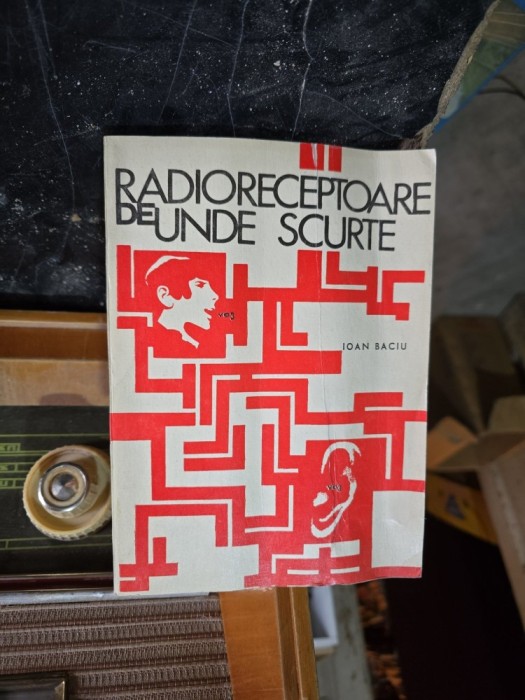 RADIORECEPTOARE
DE UNDE SCURTE
IOAN BACIU